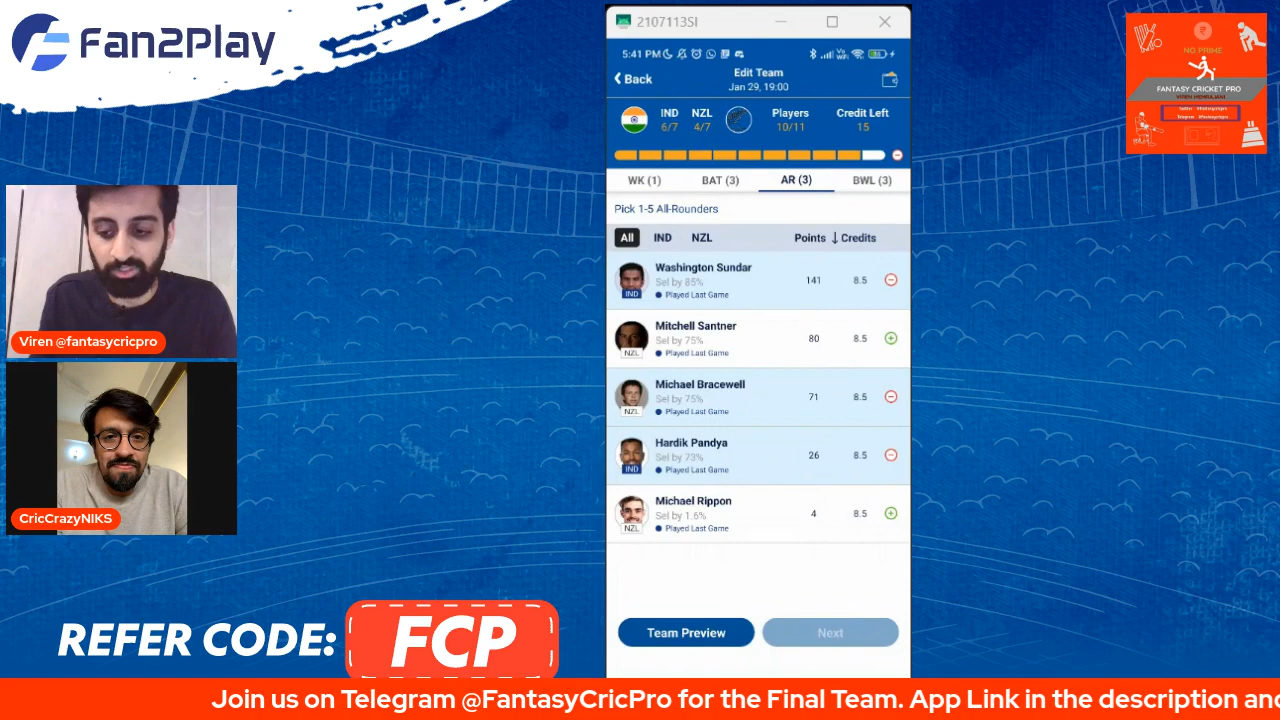 Fan2Play
Viren @fantasycricpro
CricCrazyNIKS
REFER CODE: FCP
2107113SI
5:41 PM
Back
Edit Team
Jan 29, 19:00
IND NZL Players Credit Left
6/7 4/7 10/11 15
WK (1) BAT (3) AR (3) BWL (3)
Pick 1-5 All-Rounders
All IND NZL Points ↓ Credits
Washington Sundar
Sel by 85% 141 8.5
IND Played Last Game
Mitchell Santner
Sel by 75% 80 8.5
NZL Played Last Game
Michael Bracewell
Sel by 75% 71 8.5
NZL Played Last Game
Hardik Pandya
Sel by 73% 26 8.5
IND Played Last Game
Michael Rippon
Sel by 1.6% 4 8.5
NZL Played Last Game
Team Preview Next
NO PRIME
FANTASY CRICKET PRO
Join us on Telegram @FantasyCricPro for the Final Team. App Link in the description and